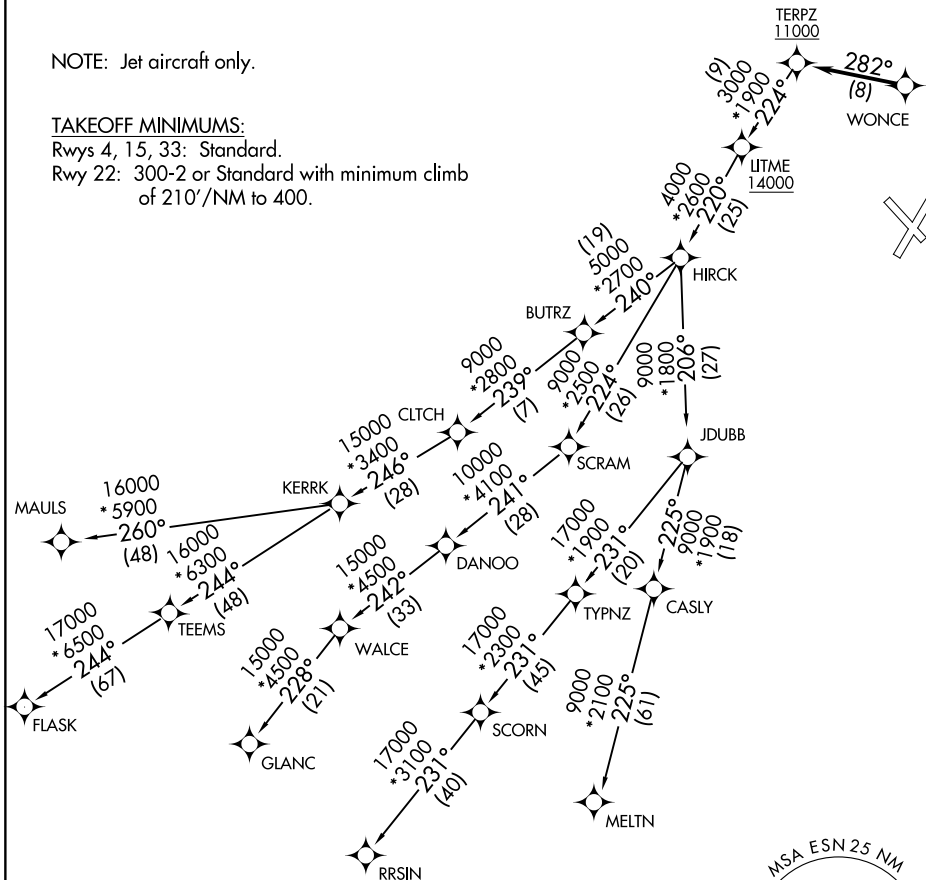 NOTE: Jet aircraft only.
TAKEOFF MINIMUMS:
Rwys 4, 15, 33: Standard.
Rwy 22: 300-2 or Standard with minimum climb
of 210'/NM to 400.
TERPZ
11000
282°
(8)
WONCE
(9)
3000
*1900
224°
LITME
14000
4000
*2600
220°
(25)
HIRCK
(19)
5000
*2700
240°
BUTRZ
9000
*2800
239°
(7)
9000
*2500
224°
(26)
9000
*1800
206°
(27)
CLTCH
SCRAM
JDUBB
15000
*3400
246°
(28)
KERRK
10000
*4100
241°
(28)
MAULS
16000
*5900
260°
(48)
16000
*6300
244°
(48)
DANOO
17000
*1900
231°
(20)
225°
9000
*1900
(18)
TYPNZ
CASLY
TEEMS
15000
*4500
242°
(33)
WALCE
17000
*6500
244°
(67)
FLASK
15000
*4500
228°
(21)
GLANC
17000
*2300
231°
(45)
SCORN
9000
*2100
225°
(61)
MELTN
17000
*3100
231°
(40)
RRSIN
MSA ESN 25 NM